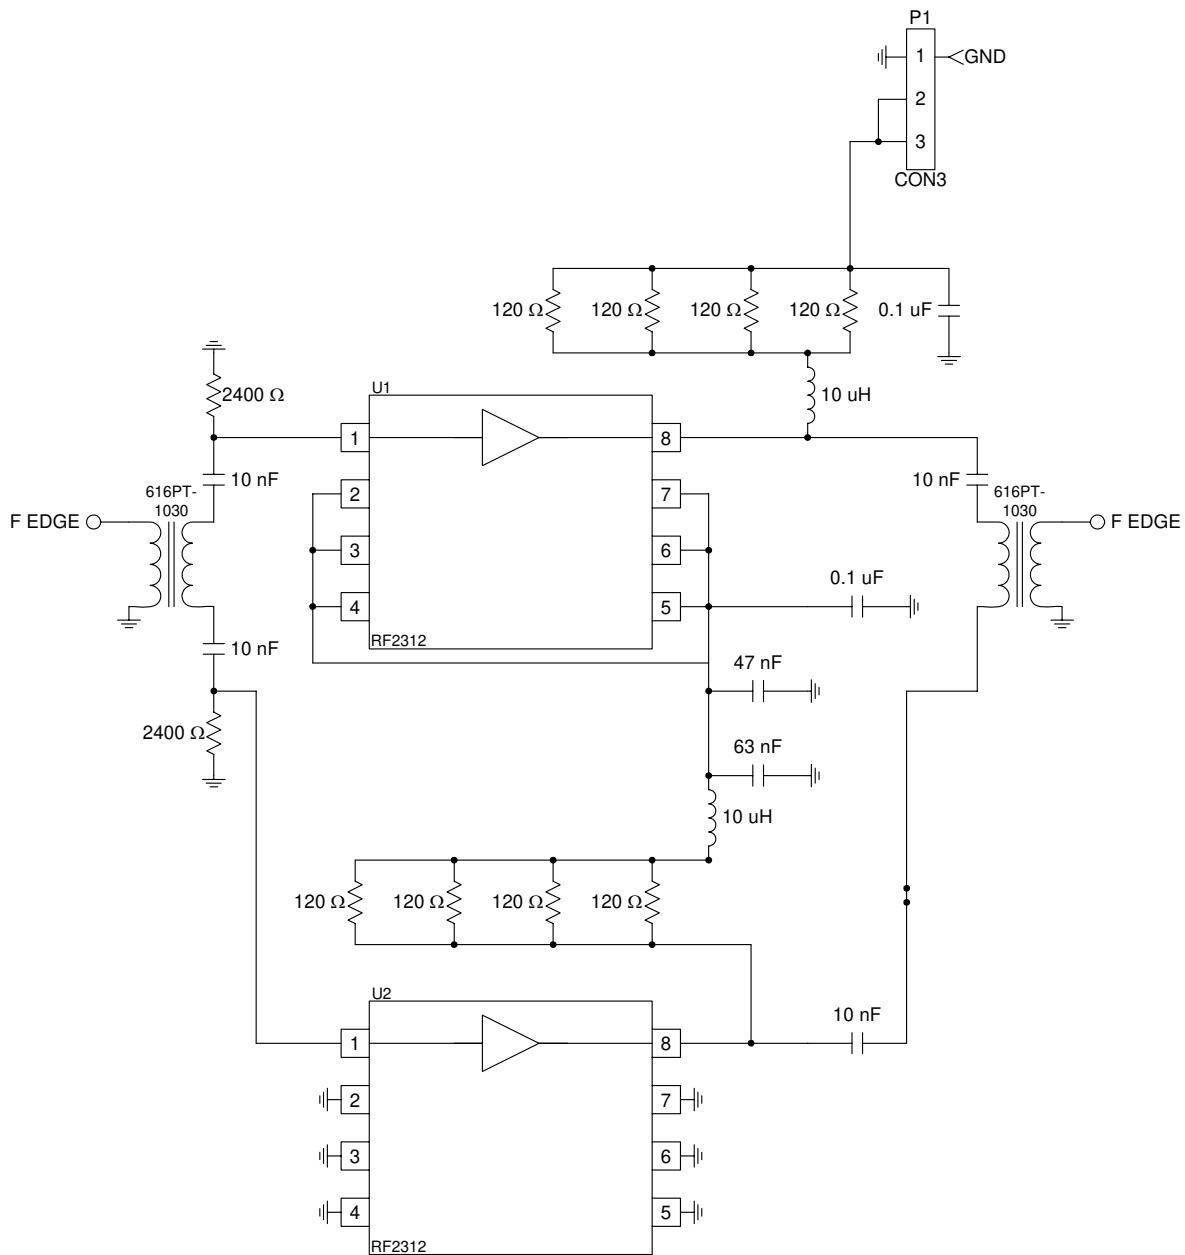 P1
1
GND
2
3
CON3
120 Ω
120 Ω
120 Ω
120 Ω
0.1 uF
2400 Ω
10 uH
U1
1
8
10 nF
10 nF
2
7
616PT-
1030
616PT-
1030
F EDGE
F EDGE
3
6
4
5
0.1 uF
RF2312
10 nF
47 nF
2400 Ω
63 nF
10 uH
120 Ω
120 Ω
120 Ω
120 Ω
U2
10 nF
1
8
2
7
3
6
4
5
RF2312